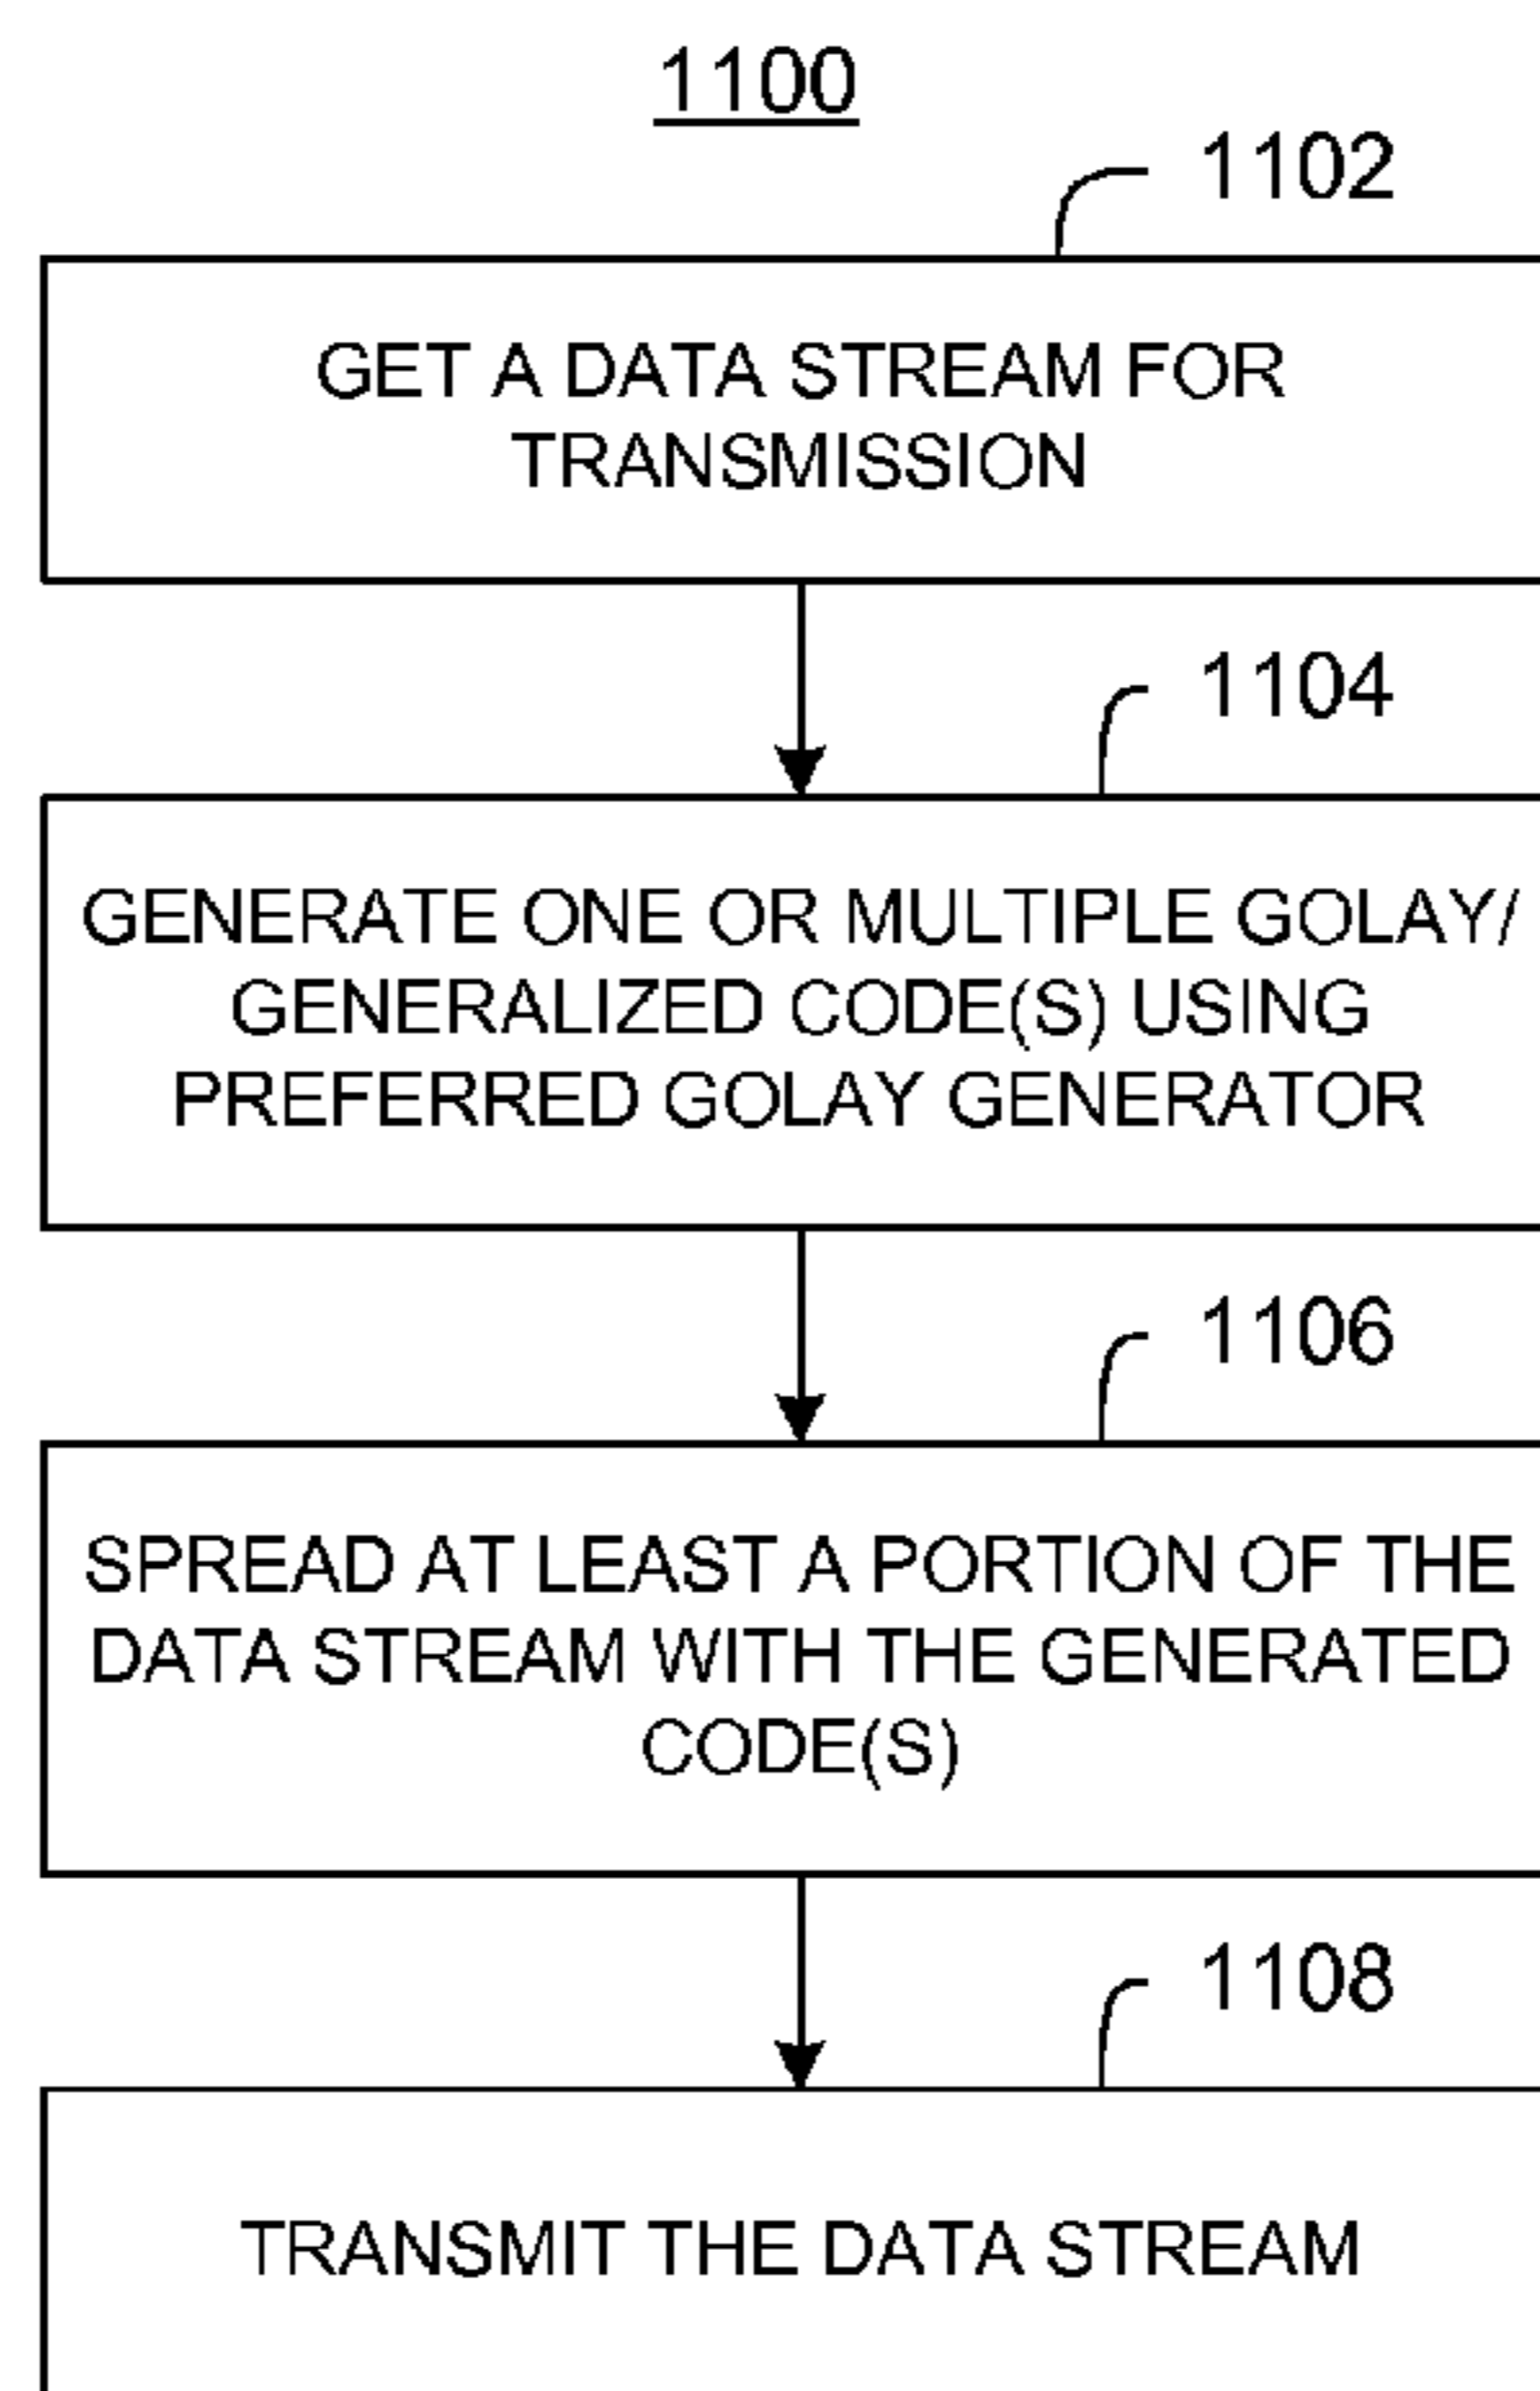 1100
1102
GET A DATA STREAM FOR
TRANSMISSION
1104
GENERATE ONE OR MULTIPLE GOLAY/
GENERALIZED CODE(S) USING
PREFERRED GOLAY GENERATOR
1106
SPREAD AT LEAST A PORTION OF THE
DATA STREAM WITH THE GENERATED
CODE(S)
1108
TRANSMIT THE DATA STREAM